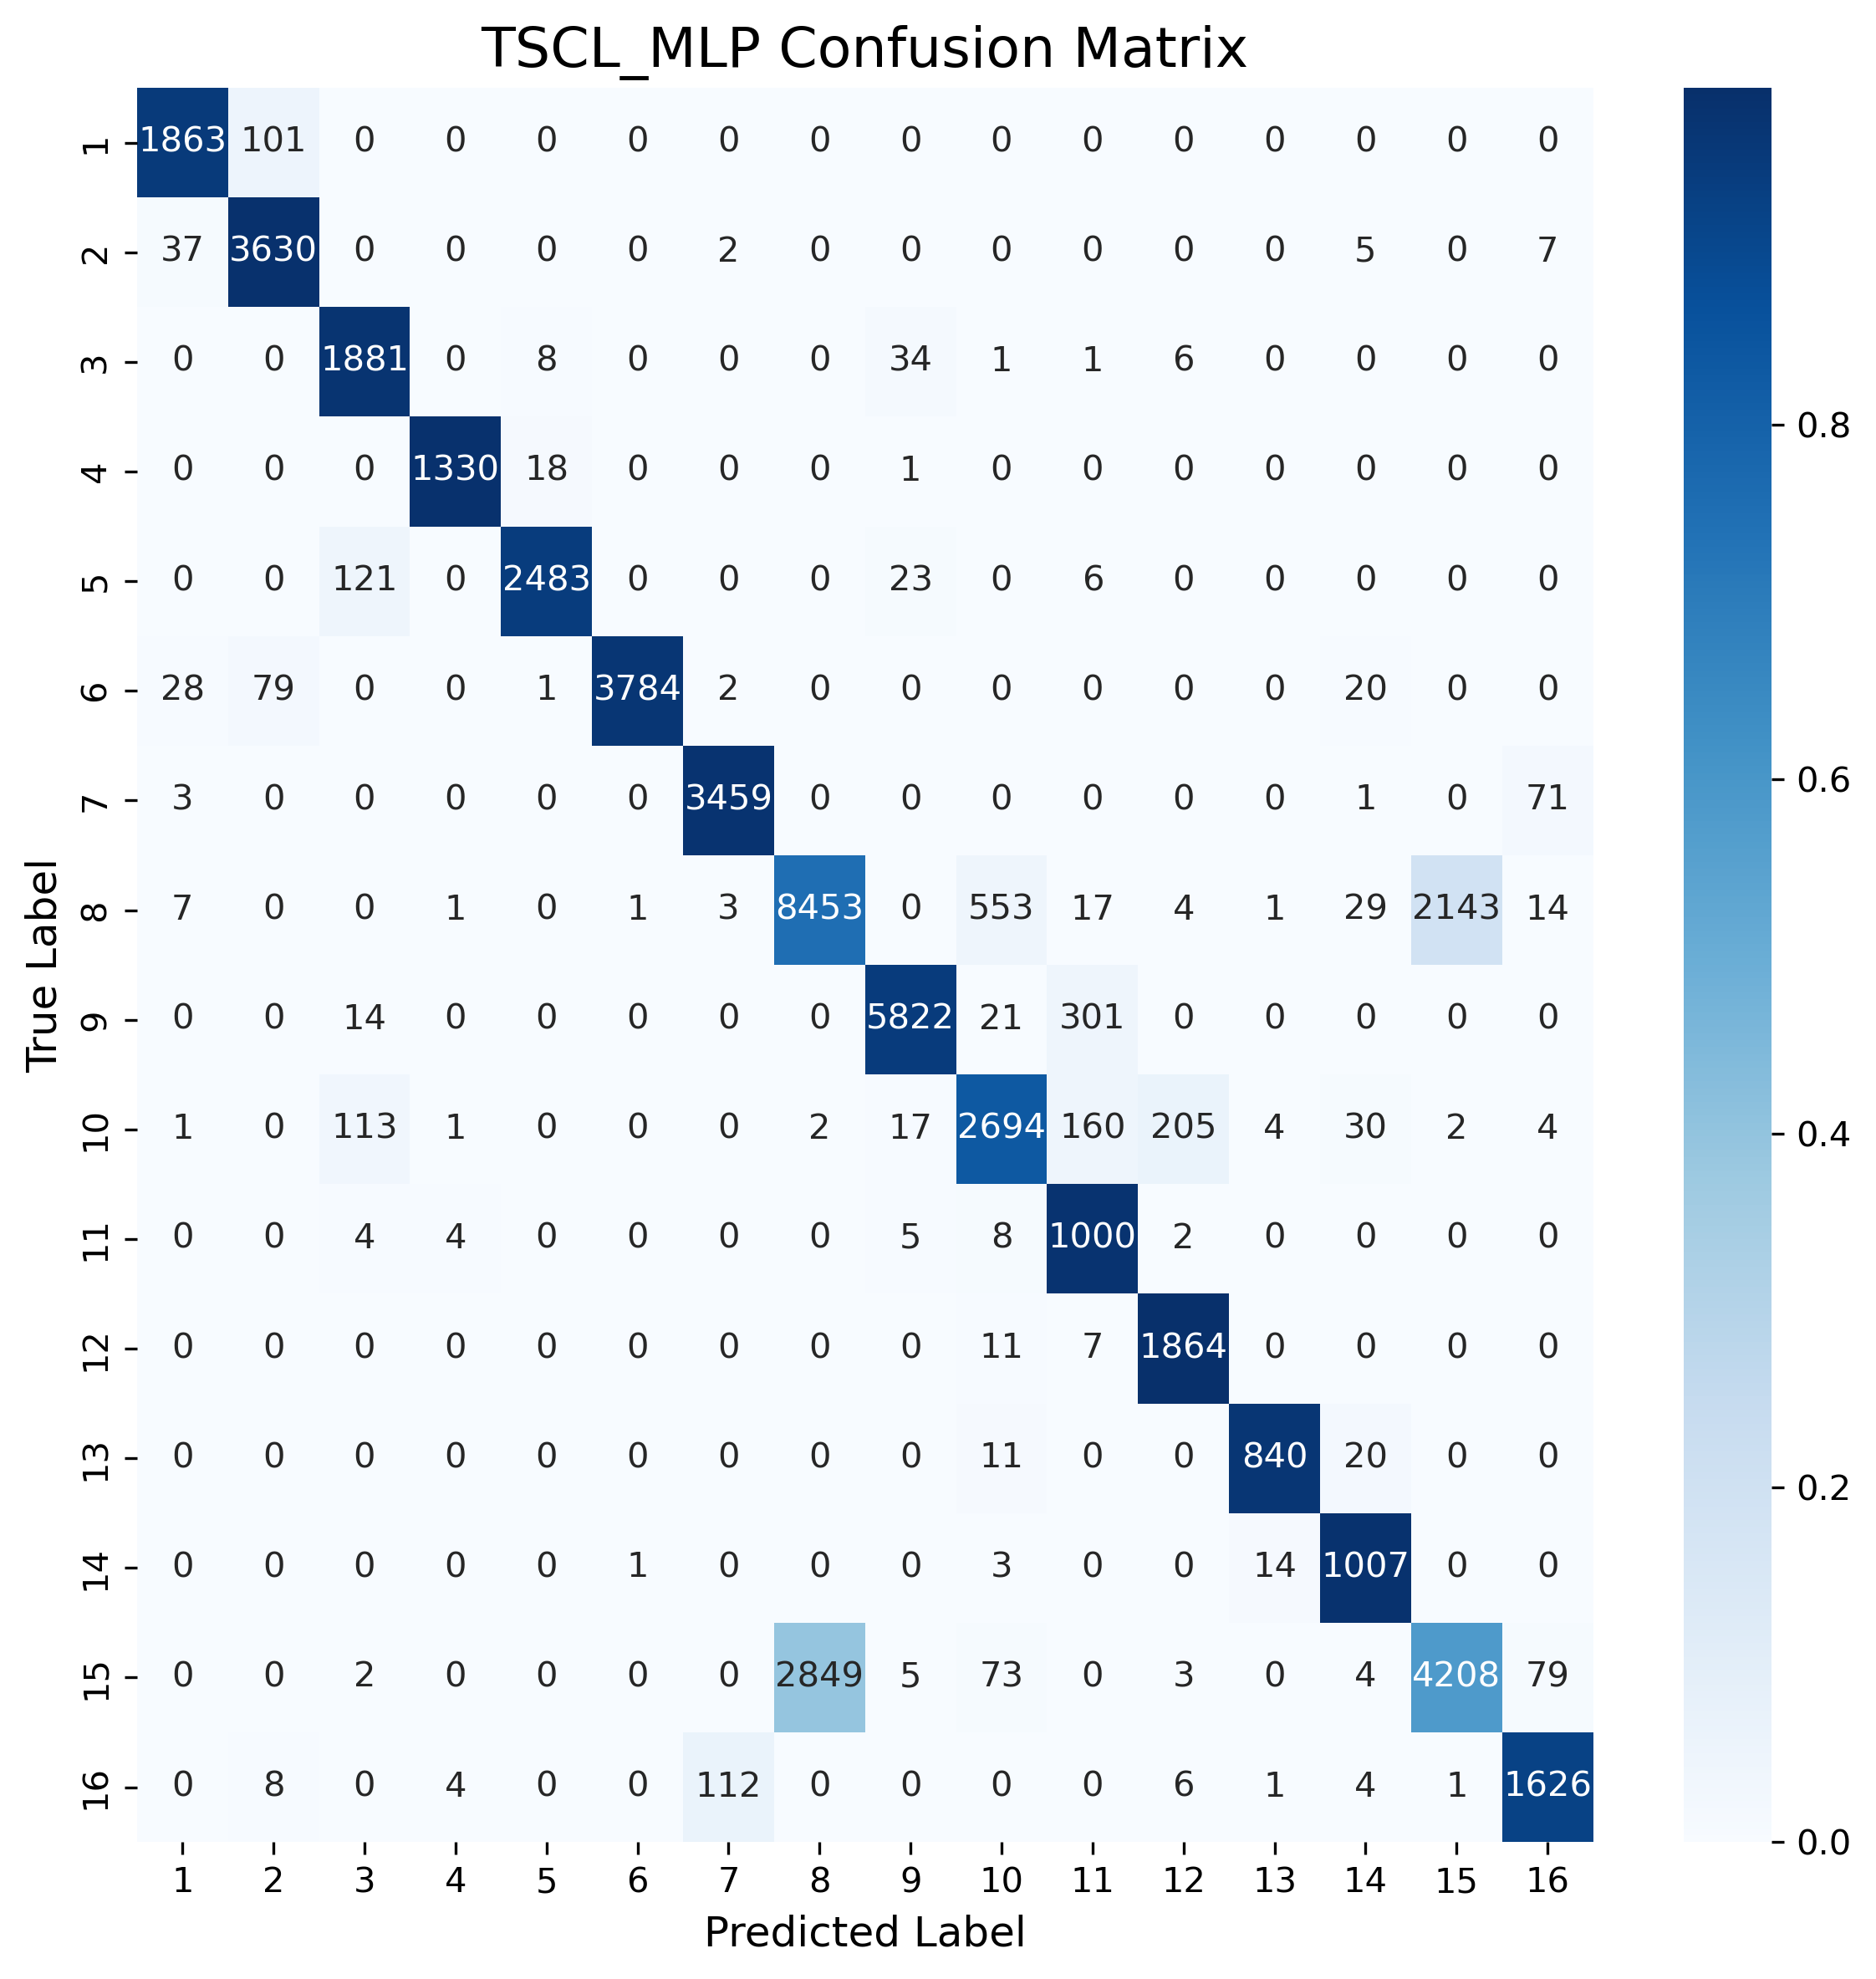 TSCL_MLP Confusion Matrix
1 1863 101 0 0 0 0 0 0 0 0 0 0 0 0 0 0
2 37 3630 0 0 0 0 2 0 0 0 0 0 0 5 0 7
3 0 0 1881 0 8 0 0 0 34 1 1 6 0 0 0 0
4 0 0 0 1330 18 0 0 0 1 0 0 0 0 0 0 0
5 0 0 121 0 2483 0 0 0 23 0 6 0 0 0 0 0
6 28 79 0 0 1 3784 2 0 0 0 0 0 0 20 0 0
7 3 0 0 0 0 0 3459 0 0 0 0 0 0 1 0 71
8 7 0 0 1 0 1 3 8453 0 553 17 4 1 29 2143 14
9 0 0 14 0 0 0 0 0 5822 21 301 0 0 0 0 0
10 1 0 113 1 0 0 0 2 17 2694 160 205 4 30 2 4
11 0 0 4 4 0 0 0 0 5 8 1000 2 0 0 0 0
12 0 0 0 0 0 0 0 0 0 11 7 1864 0 0 0 0
13 0 0 0 0 0 0 0 0 0 11 0 0 840 20 0 0
14 0 0 0 0 0 1 0 0 0 3 0 0 14 1007 0 0
15 0 0 2 0 0 0 0 2849 5 73 0 3 0 4 4208 79
16 0 8 0 4 0 0 112 0 0 0 0 6 1 4 1 1626
1 2 3 4 5 6 7 8 9 10 11 12 13 14 15 16
True Label
Predicted Label
0.8
0.6
0.4
0.2
0.0